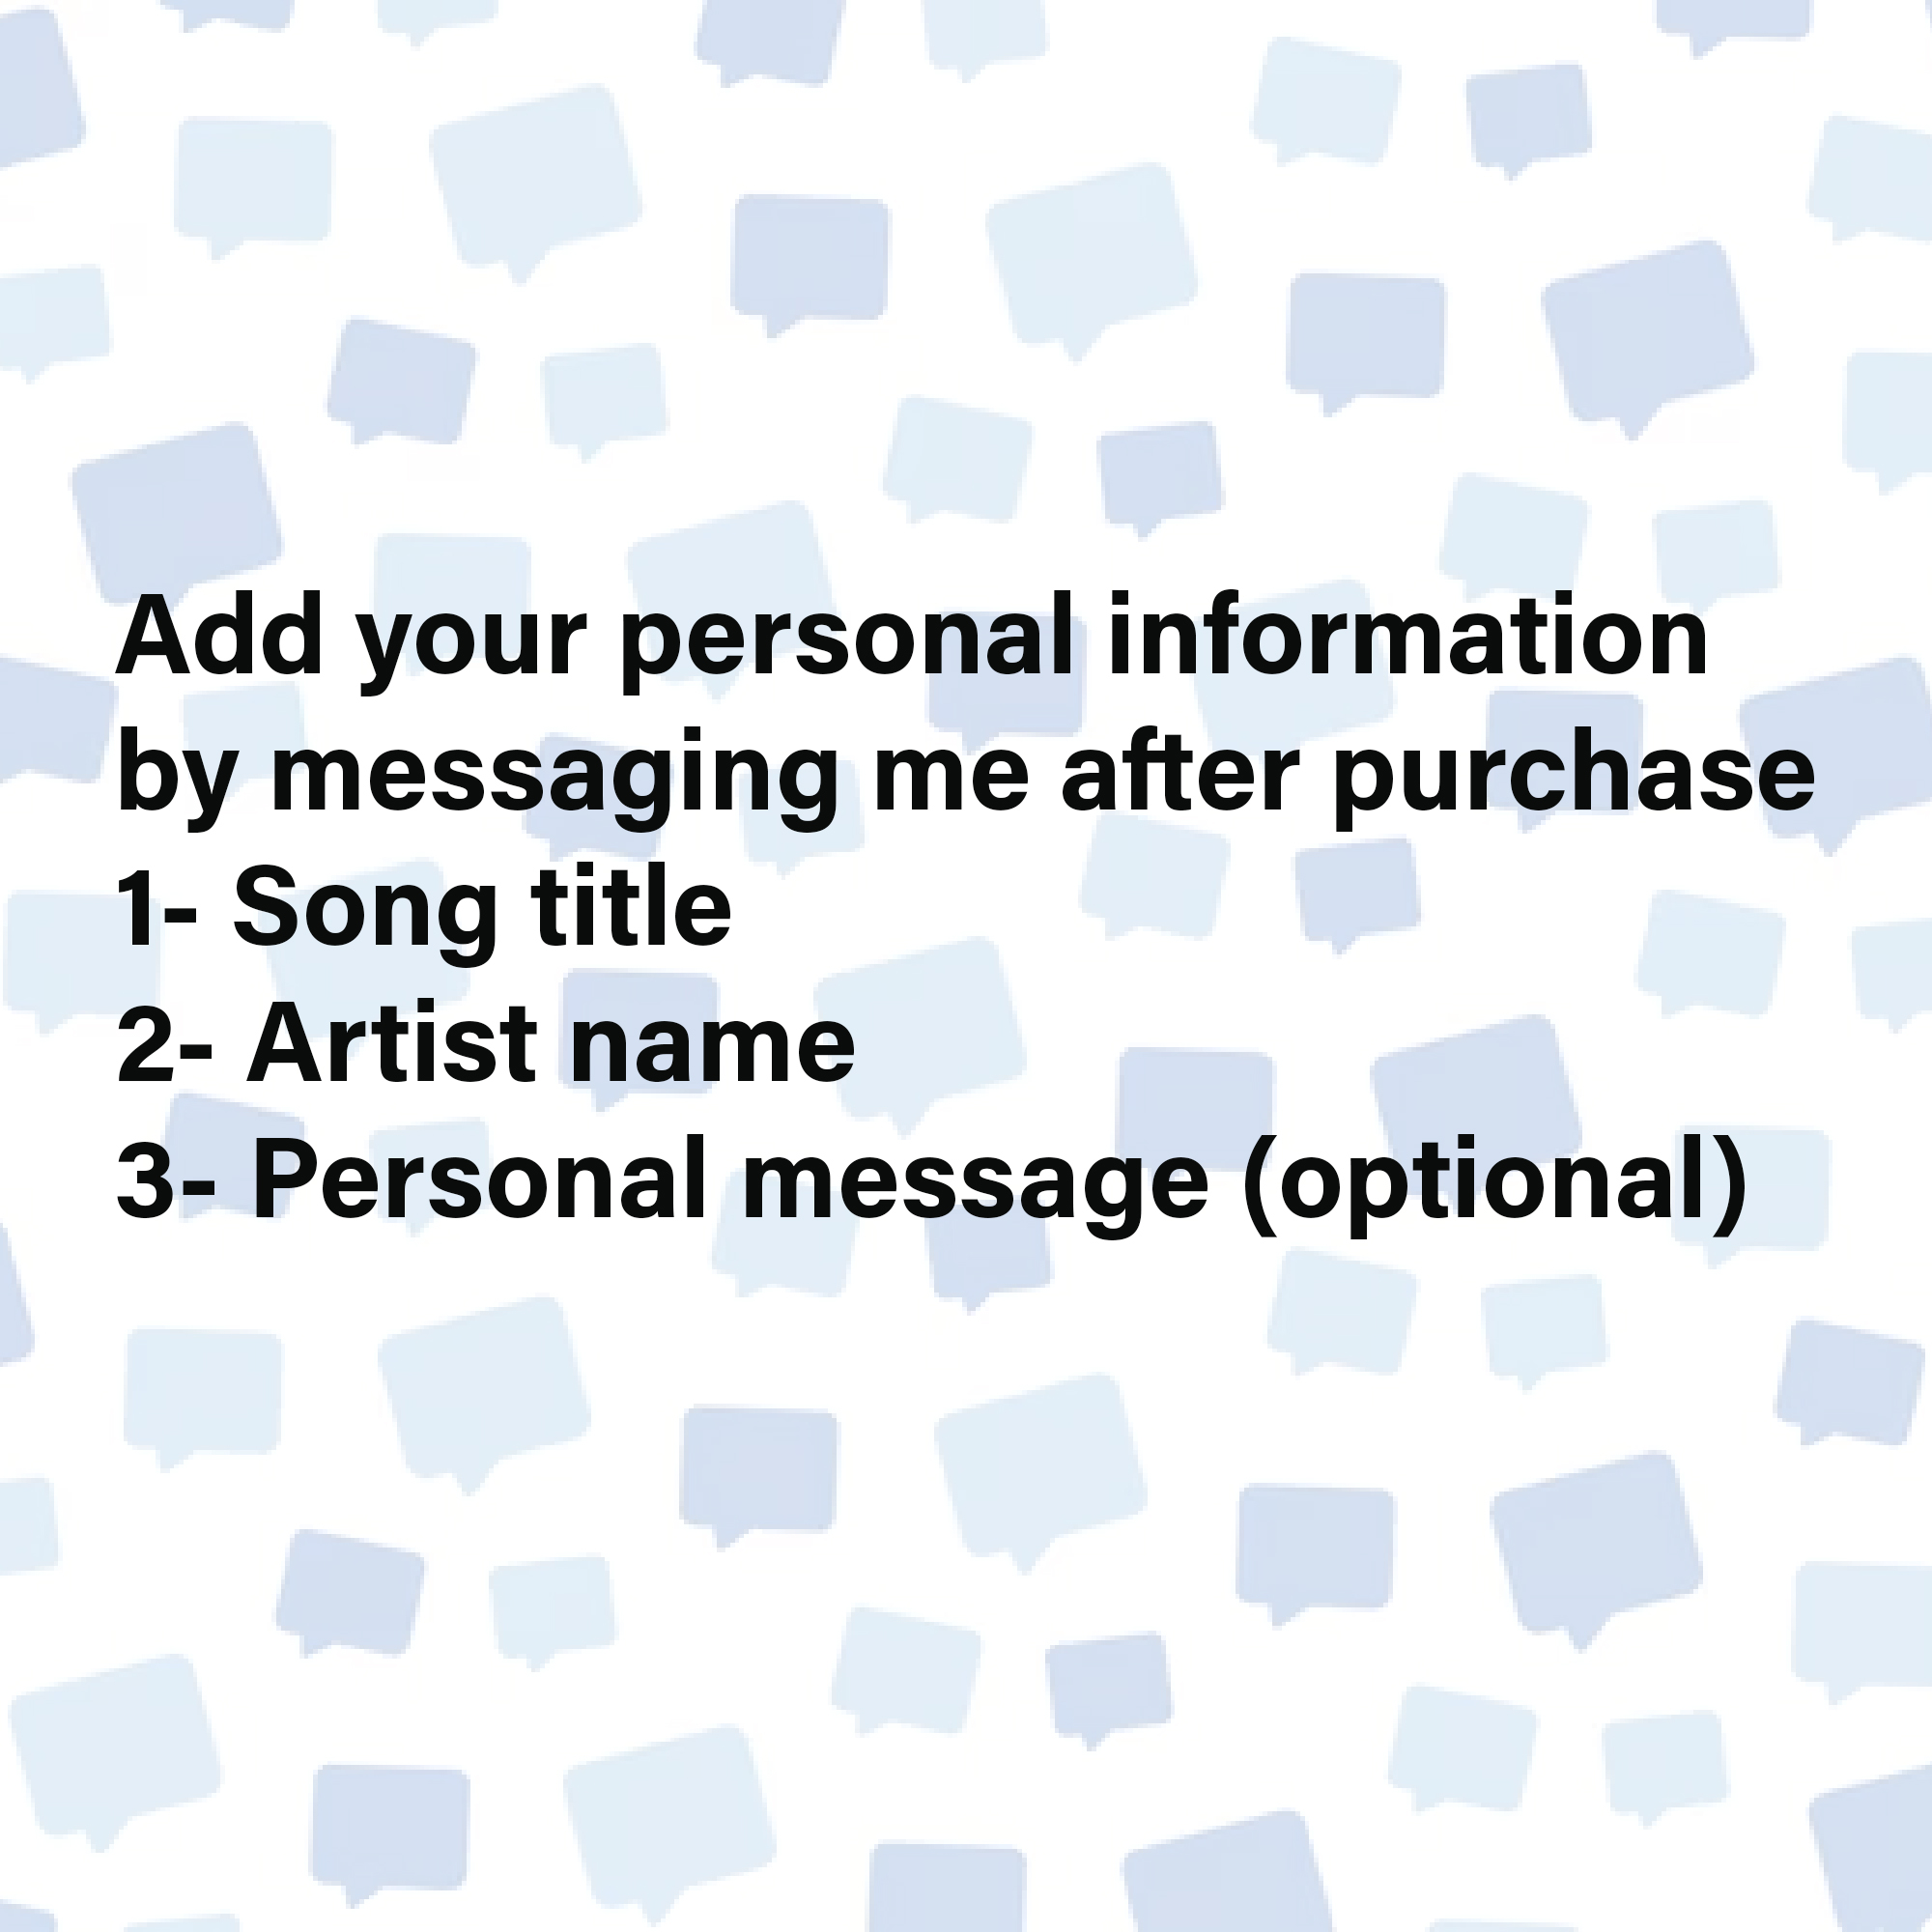 Add your personal information
by messaging me after purchase
1- Song title
2- Artist name
3- Personal message (optional)